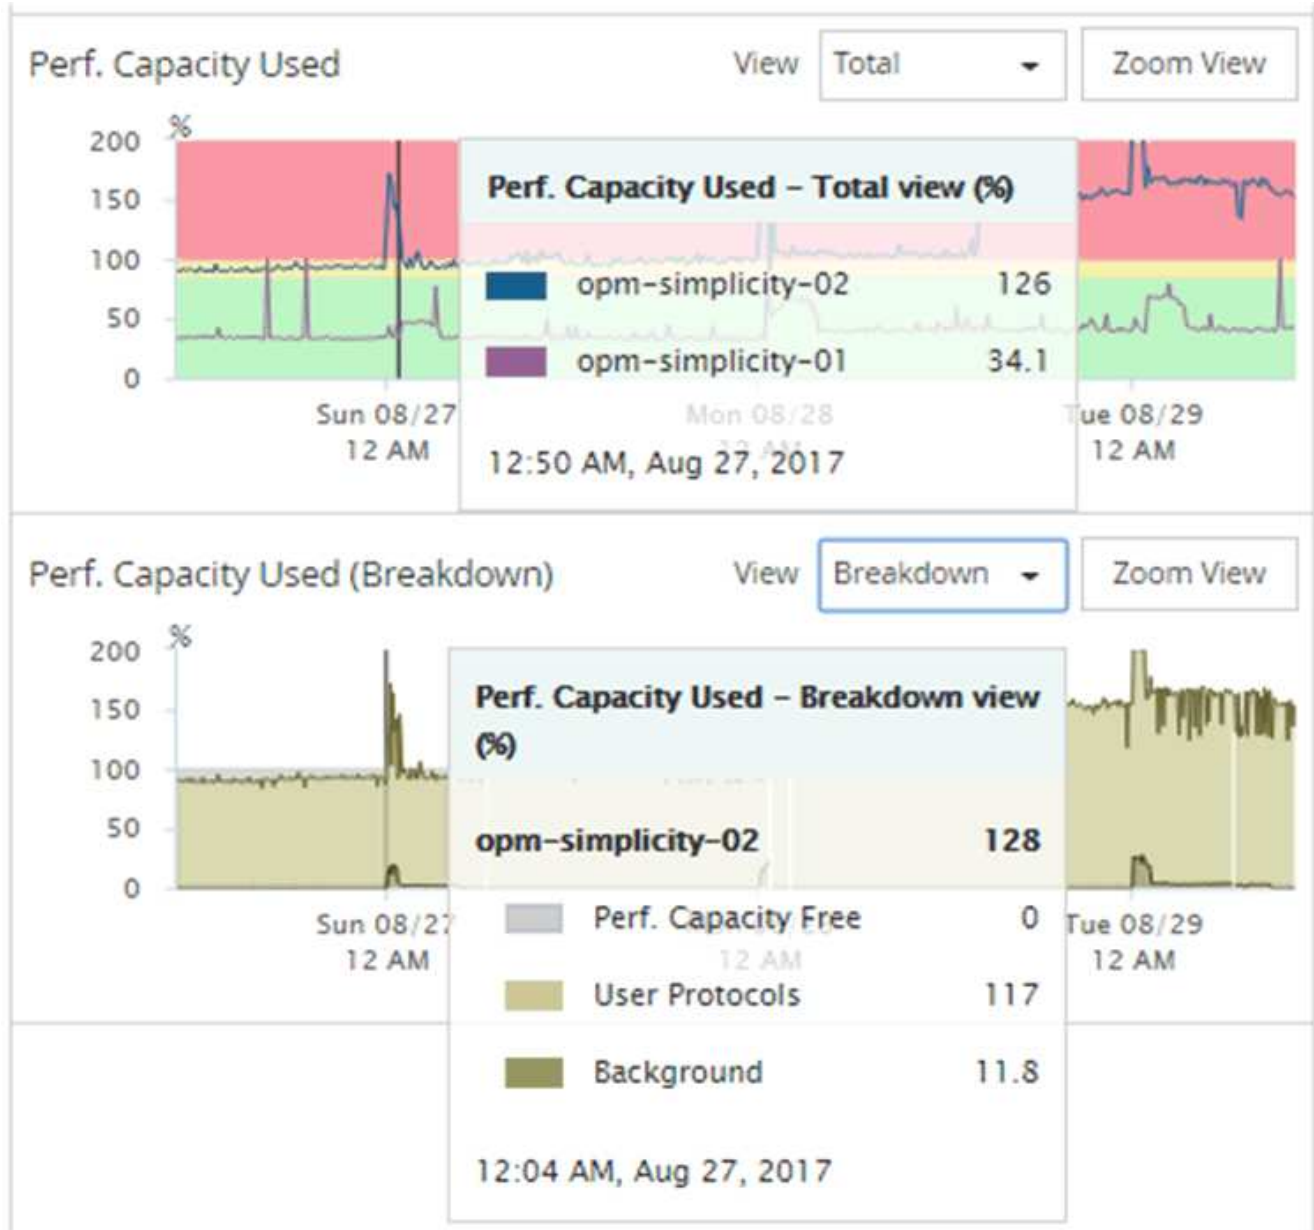 Perf. Capacity Used View Total Zoom View
%
200
150
100
50
0
Perf. Capacity Used – Total view (%)
opm-simplicity-02 126
opm-simplicity-01 34.1
12:50 AM, Aug 27, 2017
Sun 08/27 Mon 08/28 Tue 08/29
12 AM 12 AM 12 AM
Perf. Capacity Used (Breakdown) View Breakdown Zoom View
%
200
150
100
50
0
Perf. Capacity Used – Breakdown view
(%)
opm-simplicity-02 128
Perf. Capacity Free 0
User Protocols 117
Background 11.8
12:04 AM, Aug 27, 2017
Sun 08/27 Tue 08/29
12 AM 12 AM 12 AM